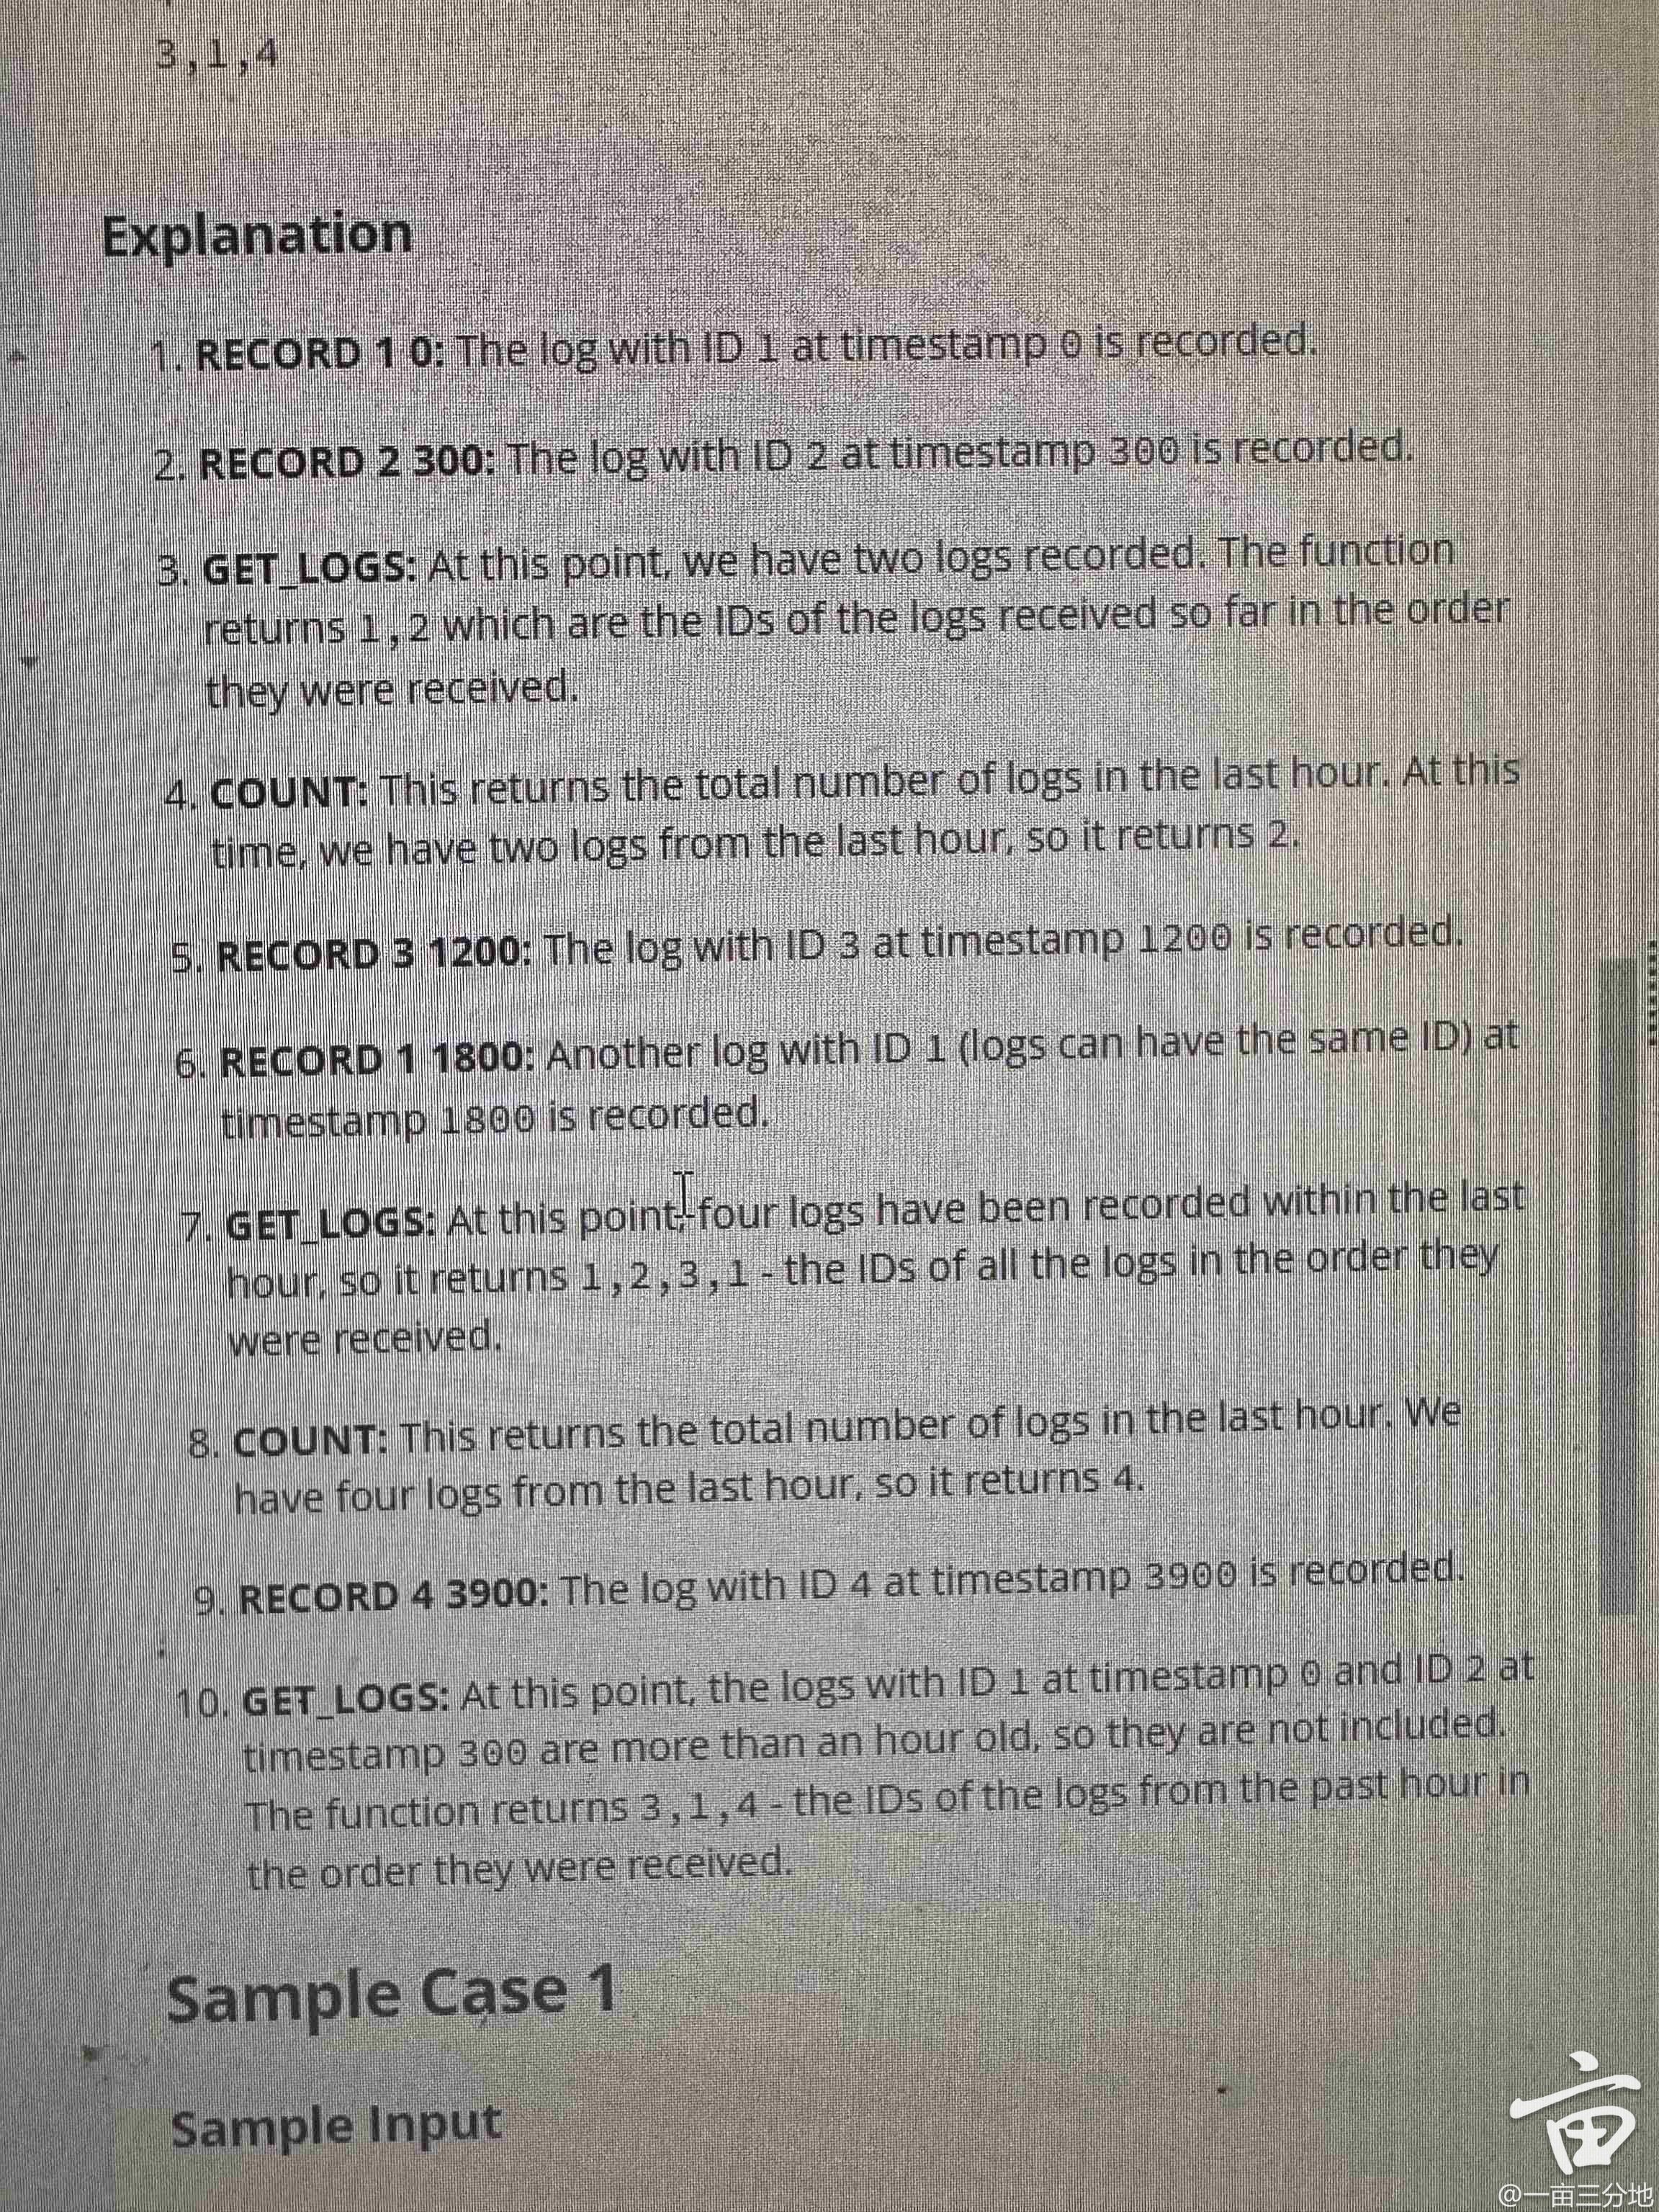 3,1,4
Explanation
1. RECORD 1 0: The log with ID 1 at timestamp 0 is recorded.
2. RECORD 2 300: The log with ID 2 at timestamp 300 is recorded.
3. GET_LOGS: At this point, we have two logs recorded. The function
returns 1,2 which are the IDs of the logs received so far in the order
they were received.
4. COUNT: This returns the total number of logs in the last hour. At this
time, we have two logs from the last hour, so it returns 2.
5. RECORD 3 1200: The log with ID 3 at timestamp 1200 is recorded.
6. RECORD 1 1800: Another log with ID 1 (logs can have the same ID) at
timestamp 1800 is recorded.
7. GET_LOGS: At this point, four logs have been recorded within the last
hour, so it returns 1,2,3,1 - the IDs of all the logs in the order they
were received.
8. COUNT: This returns the total number of logs in the last hour. We
have four logs from the last hour, so it returns 4.
9. RECORD 4 3900: The log with ID 4 at timestamp 3900 is recorded.
10. GET_LOGS: At this point, the logs with ID 1 at timestamp 0 and ID 2 at
timestamp 300 are more than an hour old, so they are not included.
The function returns 3,1,4 - the IDs of the logs from the past hour in
the order they were received.
Sample Case 1
Sample Input
亩
@一亩三分地